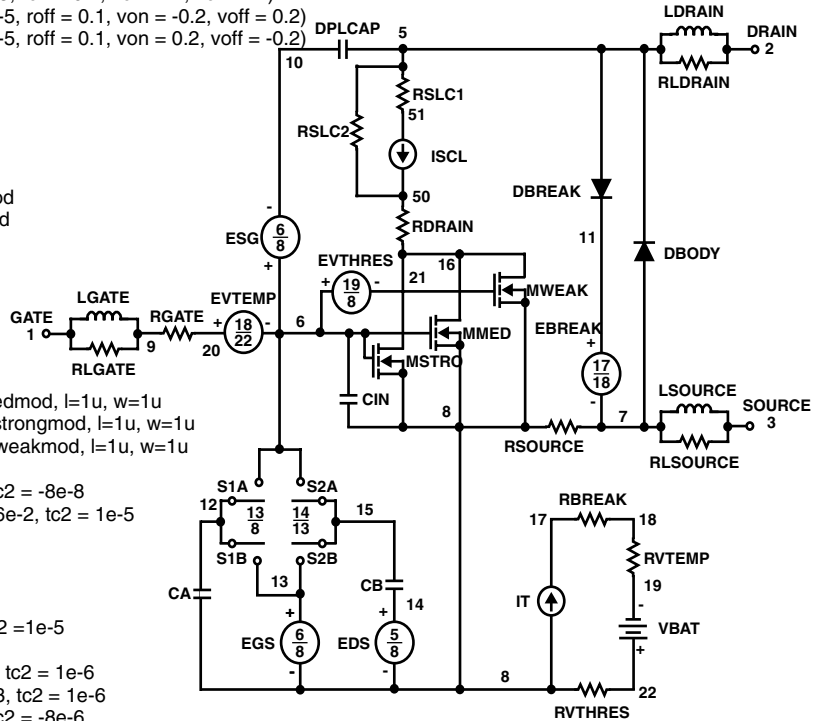 -5, roff = 0.1, von = -0.2, voff = 0.2)
-5, roff = 0.1, von = 0.2, voff = -0.2)
LDRAIN
DPLCAP 5 DRAIN
10 2
RLDRAIN
RSLC1
51
RSLC2
ISCL
od
d
50
- DBREAK
RDRAIN
ESG 6/8
11
EVTHRES 16 DBODY
+ 21
+ 19/8 - MWEAK
LGATE EVTEMP
GATE RGATE + 18/22 - 6 MMED EBREAK
1 9 20 +
MSTRO 17/18
RLGATE
CIN -
LSOURCE
edmod, l=1u, w=1u
8 7 SOURCE
strongmod, l=1u, w=1u
3
weakmod, l=1u, w=1u
RSOURCE
RLSOURCE
c2 = -8e-8
S1A S2A
6e-2, tc2 = 1e-5
12 13/8 14/13 15
RBREAK
17 18
S1B S2B
RVTEMP
13 CB
CA 19
14 IT -
+ +
VBAT
2 =1e-5
EGS 6/8 EDS 5/8
+
- -
8
tc2 = 1e-6
22
3, tc2 = 1e-6
RVTHRES
c2 = -8e-6